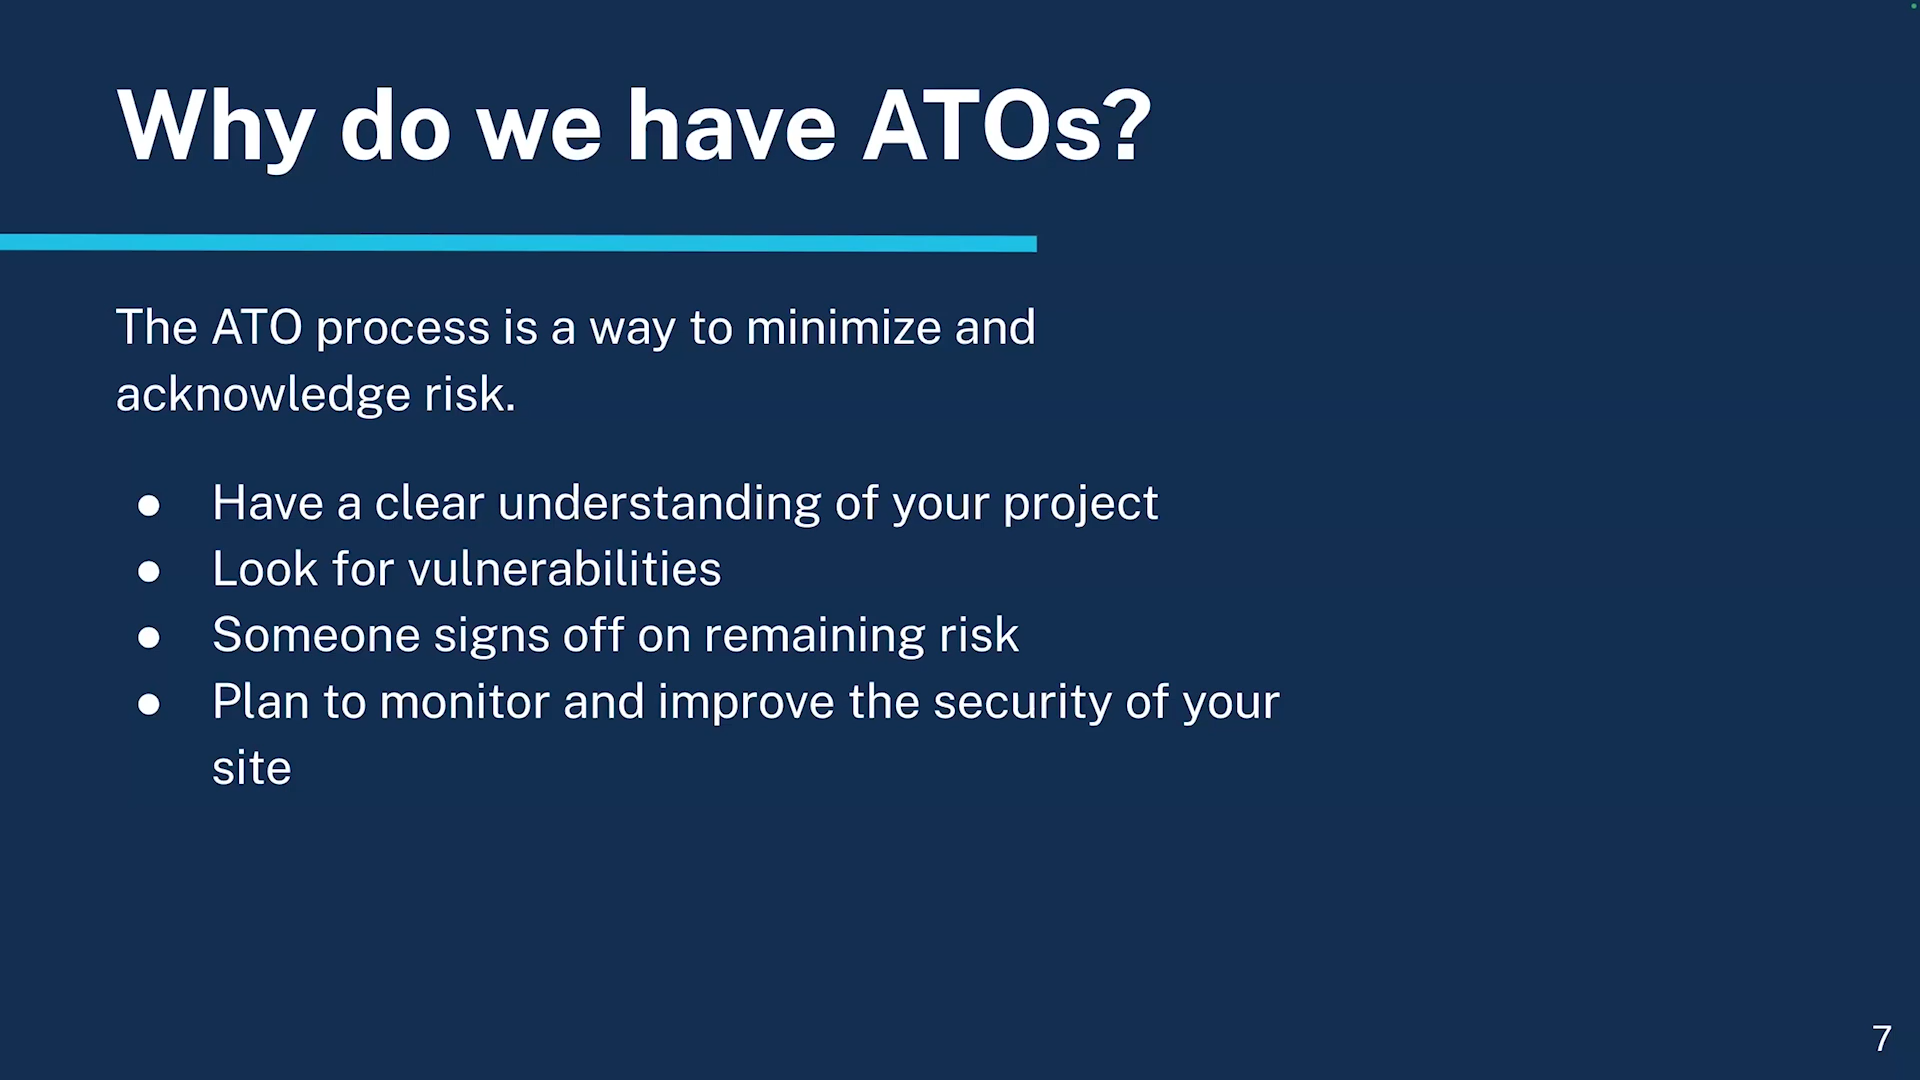 Why do we have ATOs?
The ATO process is a way to minimize and
acknowledge risk.
● Have a clear understanding of your project
● Look for vulnerabilities
● Someone signs off on remaining risk
● Plan to monitor and improve the security of your
site
7